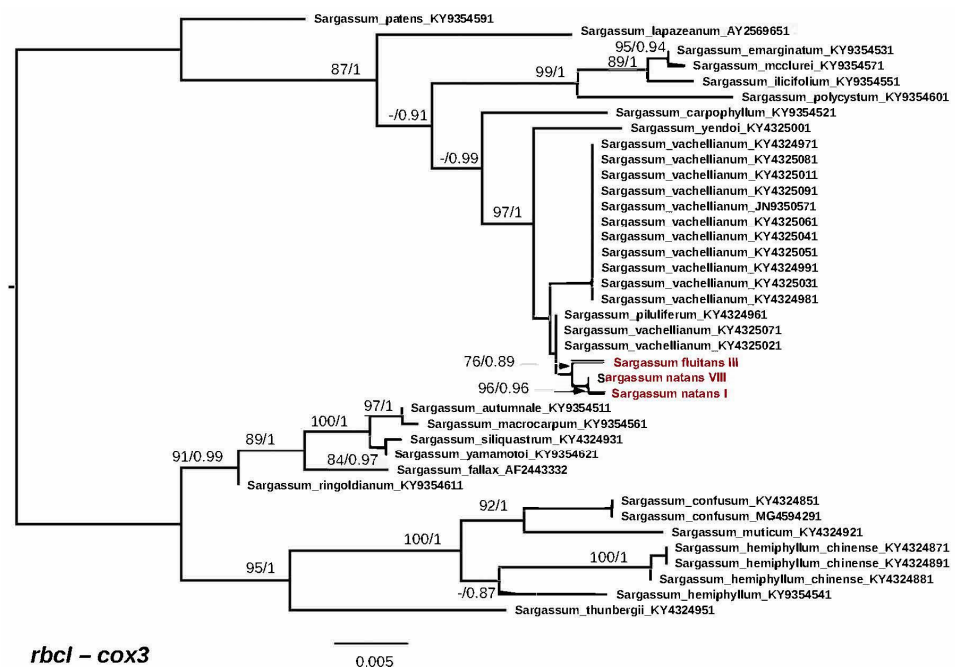 Sargassum_patens_KY9354591
Sargassum_lapazeanum_AY2569651
95/0.94
Sargassum_emarginatum_KY9354531
89/1
Sargassum_mcclurei_KY9354571
87/1
99/1
Sargassum_ilicifolium_KY9354551
Sargassum_polycystum_KY9354601
-/0.91
Sargassum_carpophyllum_KY9354521
Sargassum_yendoi_KY4325001
Sargassum_vachellianum_KY4324971
-/0.99
Sargassum_vachellianum_KY4325081
Sargassum_vachellianum_KY4325011
Sargassum_vachellianum_KY4325091
Sargassum_vachellianum_JN9350571
97/1
Sargassum_vachellianum_KY4325061
Sargassum_vachellianum_KY4325041
Sargassum_vachellianum_KY4325051
Sargassum_vachellianum_KY4324991
Sargassum_vachellianum_KY4325031
Sargassum_vachellianum_KY4324981
Sargassum_piluliferum_KY4324961
Sargassum_vachellianum_KY4325071
Sargassum_vachellianum_KY4325021
76/0.89
Sargassum fluitans III
Sargassum natans VIII
96/0.96
Sargassum natans I
97/1
Sargassum_autumnale_KY9354511
100/1
Sargassum_macrocarpum_KY9354561
89/1
Sargassum_siliquastrum_KY4324931
91/0.99
Sargassum_yamamotoi_KY9354621
84/0.97
Sargassum_fallax_AF2443332
Sargassum_ringoldianum_KY9354611
92/1
Sargassum_confusum_KY4324851
Sargassum_confusum_MG4594291
Sargassum_muticum_KY4324921
100/1
Sargassum_hemiphyllum_chinense_KY4324871
100/1
Sargassum_hemiphyllum_chinense_KY4324891
95/1
Sargassum_hemiphyllum_chinense_KY4324881
-/0.87
Sargassum_hemiphyllum_KY9354541
Sargassum_thunbergii_KY4324951
rbcl – cox3
0.005